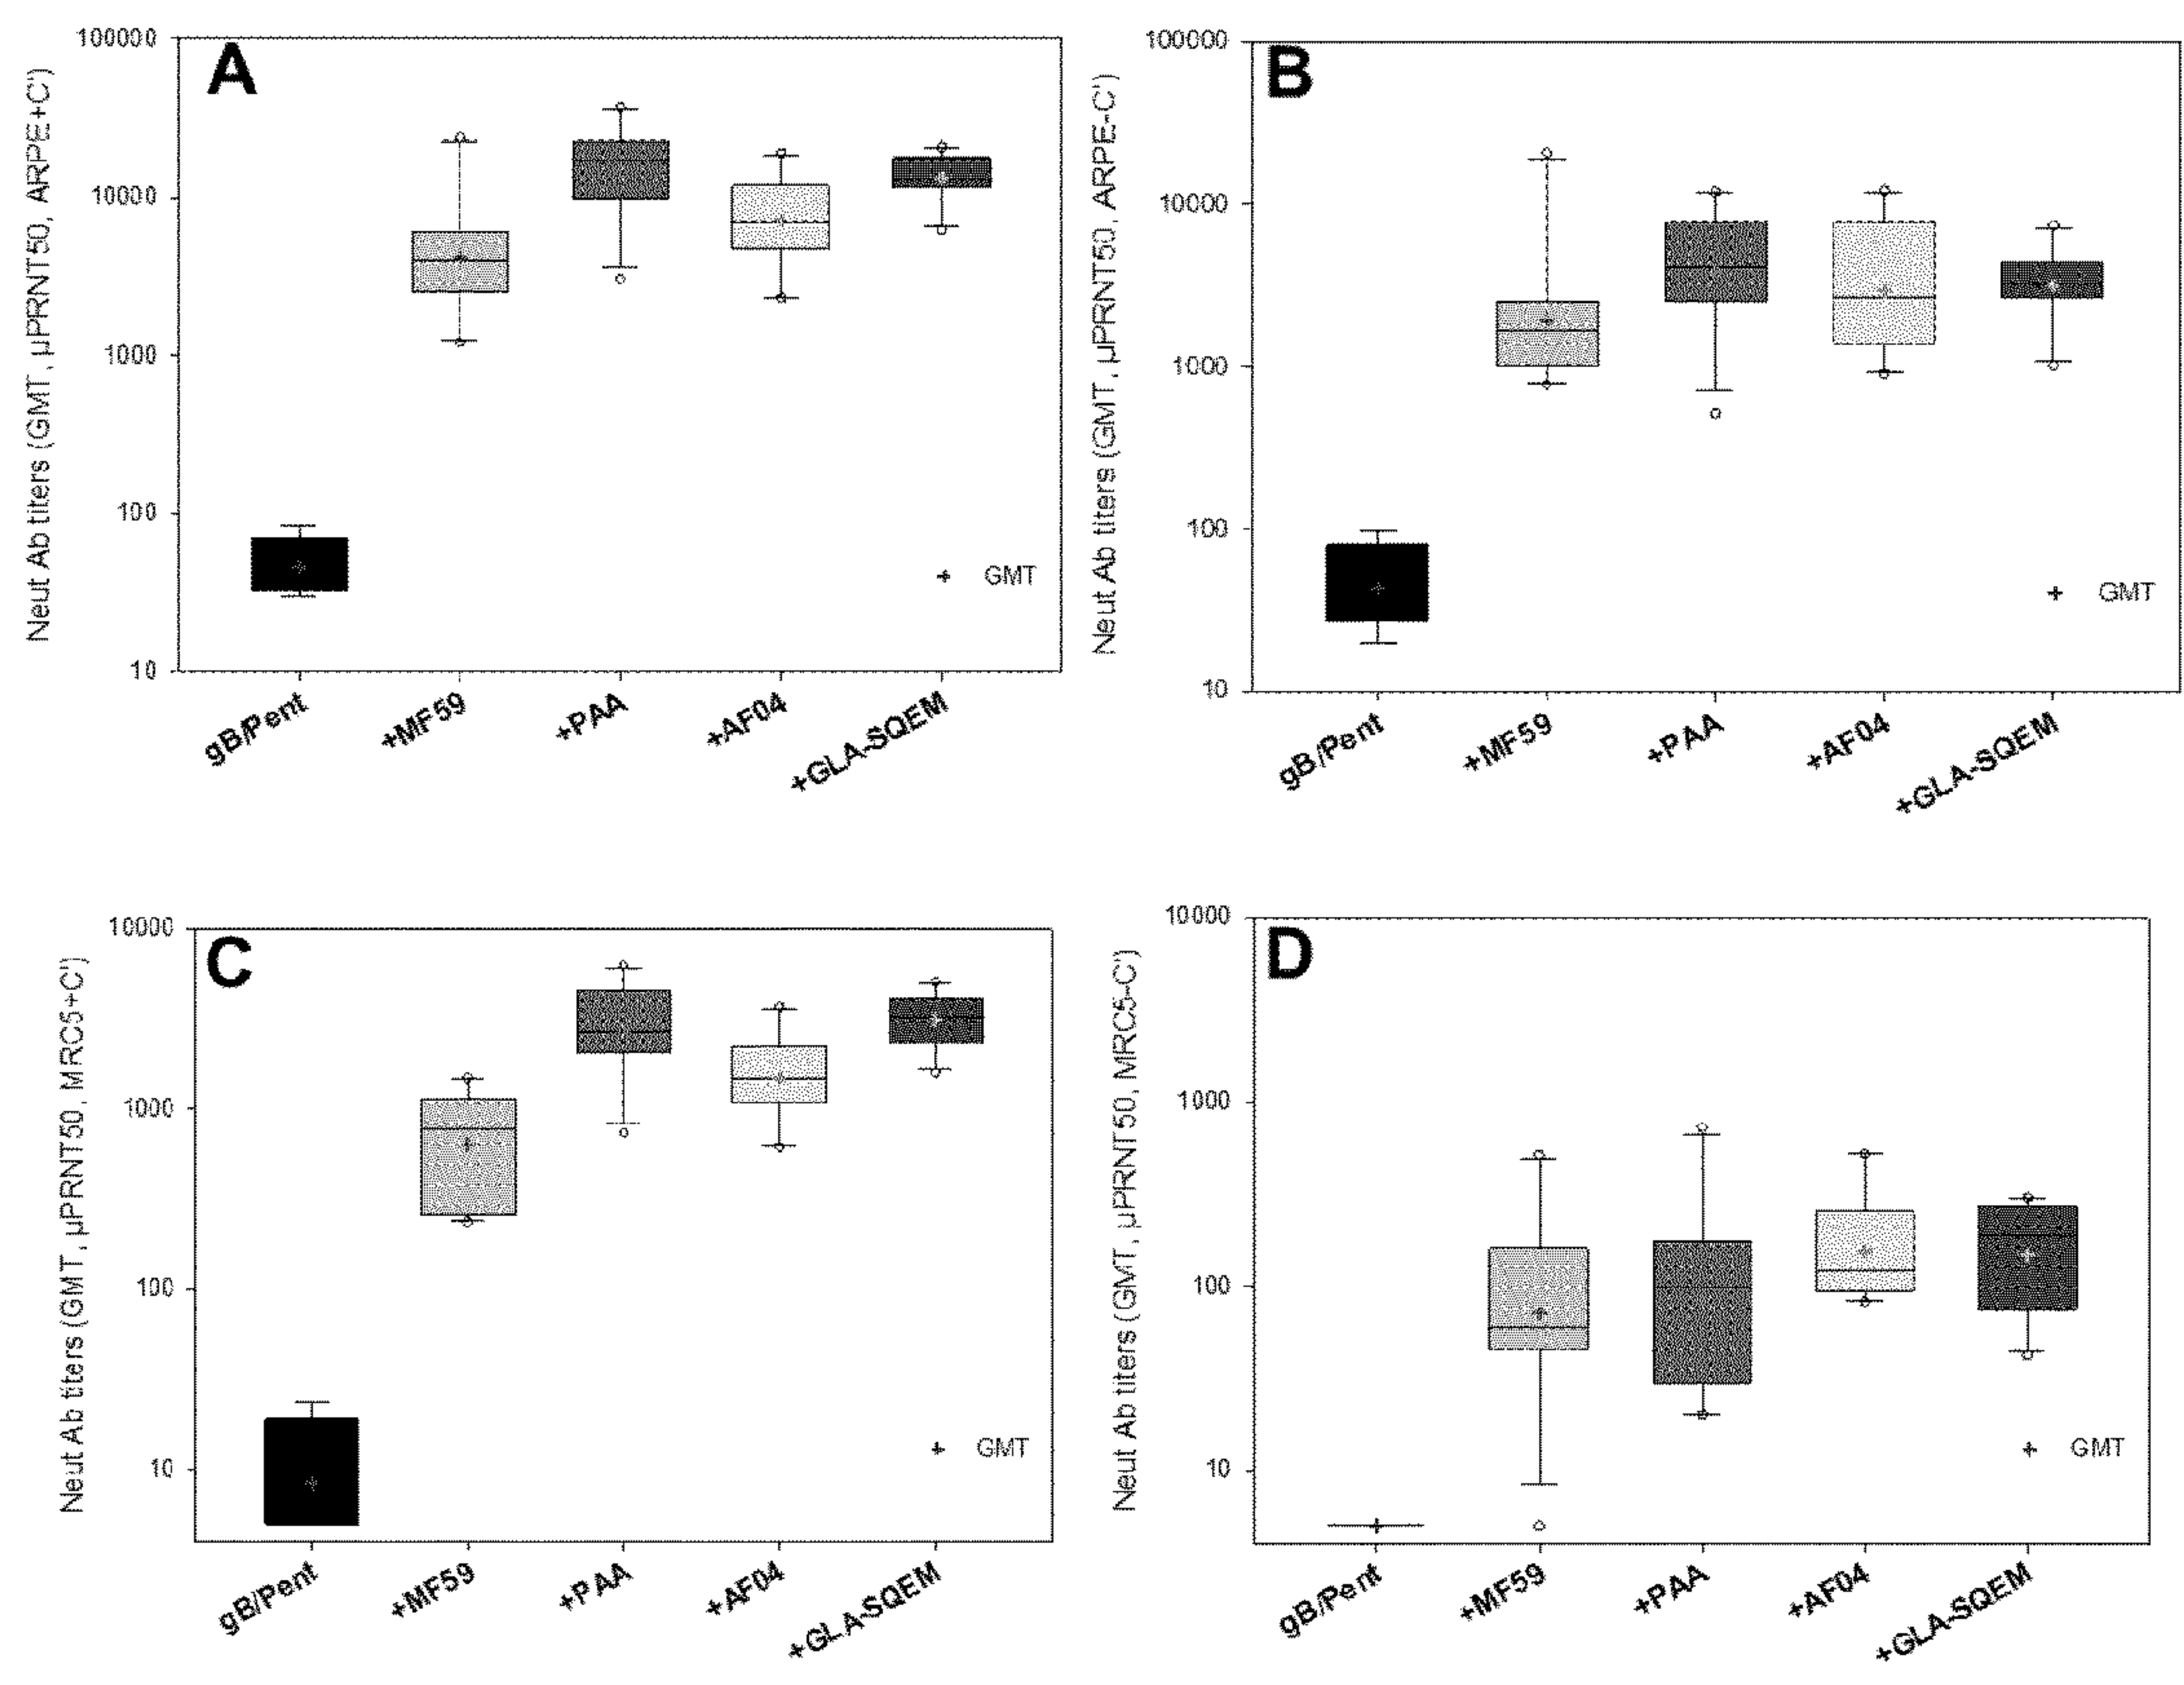 A
Neut Ab titers (GMT, µPRNT50, ARPE+C')
100000
10000
1000
100
10
GMT
gB/Pent
+MF59
+PAA
+AF04
+GLA-SQEM
B
Neut Ab titers (GMT, µPRNT50, ARPE-C')
100000
10000
1000
100
10
GMT
gB/Pent
+MF59
+PAA
+AF04
+GLA-SQEM
C
Neut Ab titers (GMT, µPRNT50, MRC5+C')
10000
1000
100
10
GMT
gB/Pent
+MF59
+PAA
+AF04
+GLA-SQEM
D
Neut Ab titers (GMT, µPRNT50, MRC5-C')
10000
1000
100
10
GMT
gB/Pent
+MF59
+PAA
+AF04
+GLA-SQEM